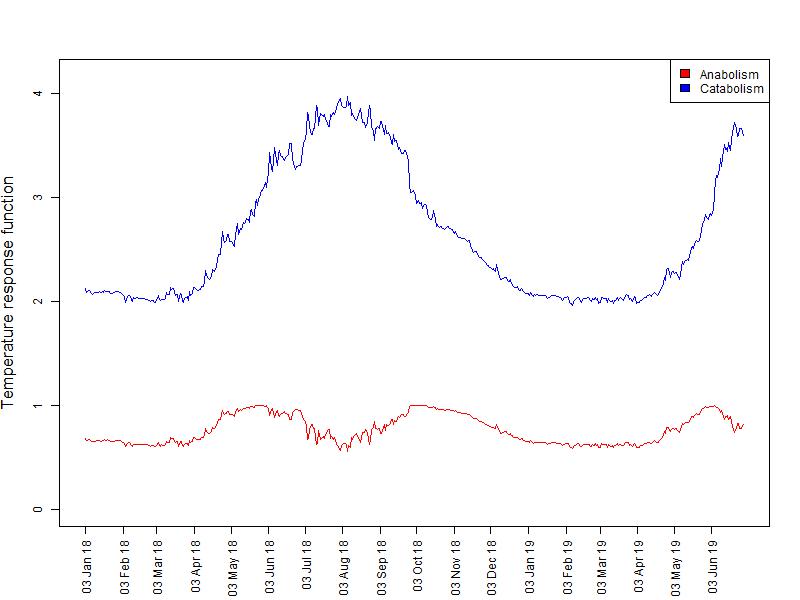 Anabolism
Catabolism
Temperature response function
4
3
2
1
0
03 Jan 18
03 Feb 18
03 Mar 18
03 Apr 18
03 May 18
03 Jun 18
03 Jul 18
03 Aug 18
03 Sep 18
03 Oct 18
03 Nov 18
03 Dec 18
03 Jan 19
03 Feb 19
03 Mar 19
03 Apr 19
03 May 19
03 Jun 19